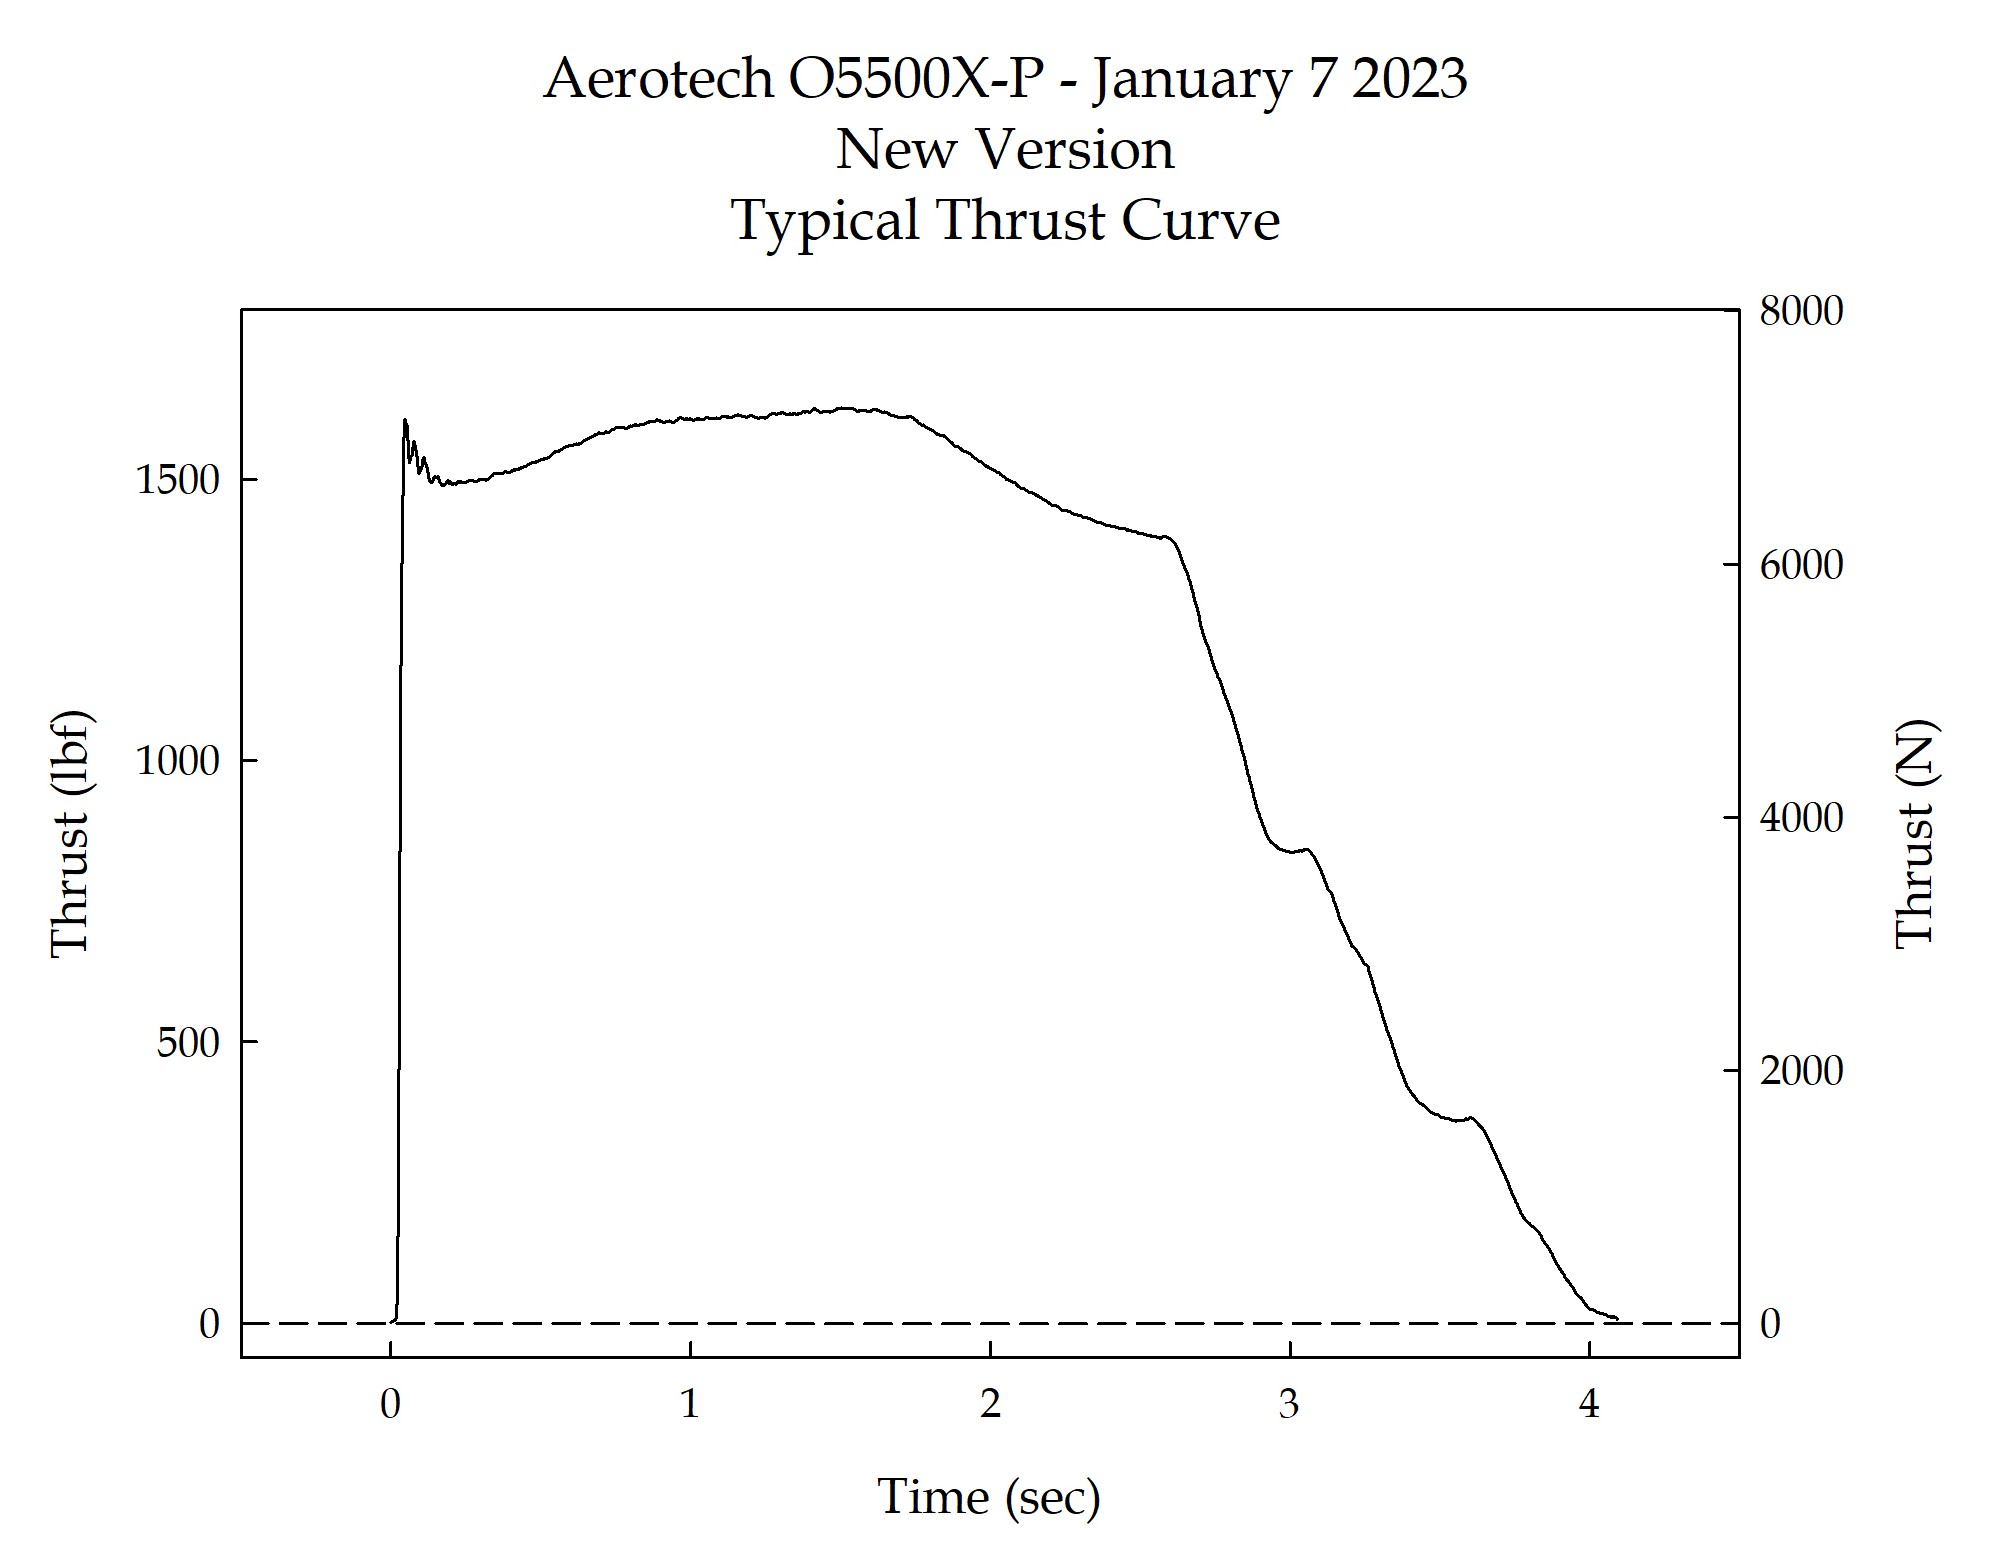 Aerotech O5500X-P - January 7 2023
New Version
Typical Thrust Curve
8000
1500
6000
1000
4000
500
2000
0
0
Thrust (lbf)
Thrust (N)
0 1 2 3 4
Time (sec)